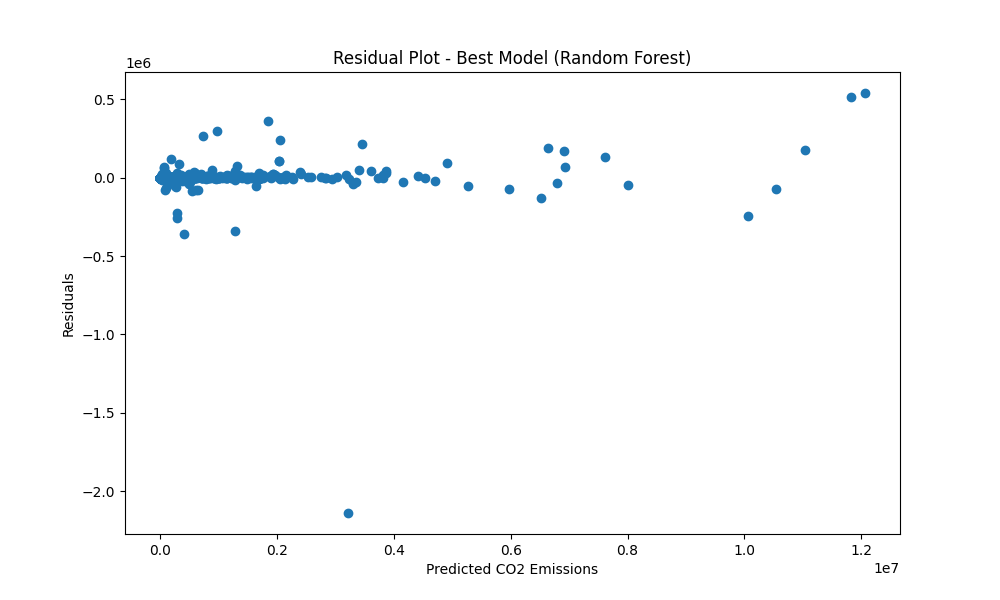 Residual Plot - Best Model (Random Forest)
1e6
0.5
0.0
−0.5
−1.0
−1.5
−2.0
Residuals
0.0 0.2 0.4 0.6 0.8 1.0 1.2
1e7
Predicted CO2 Emissions